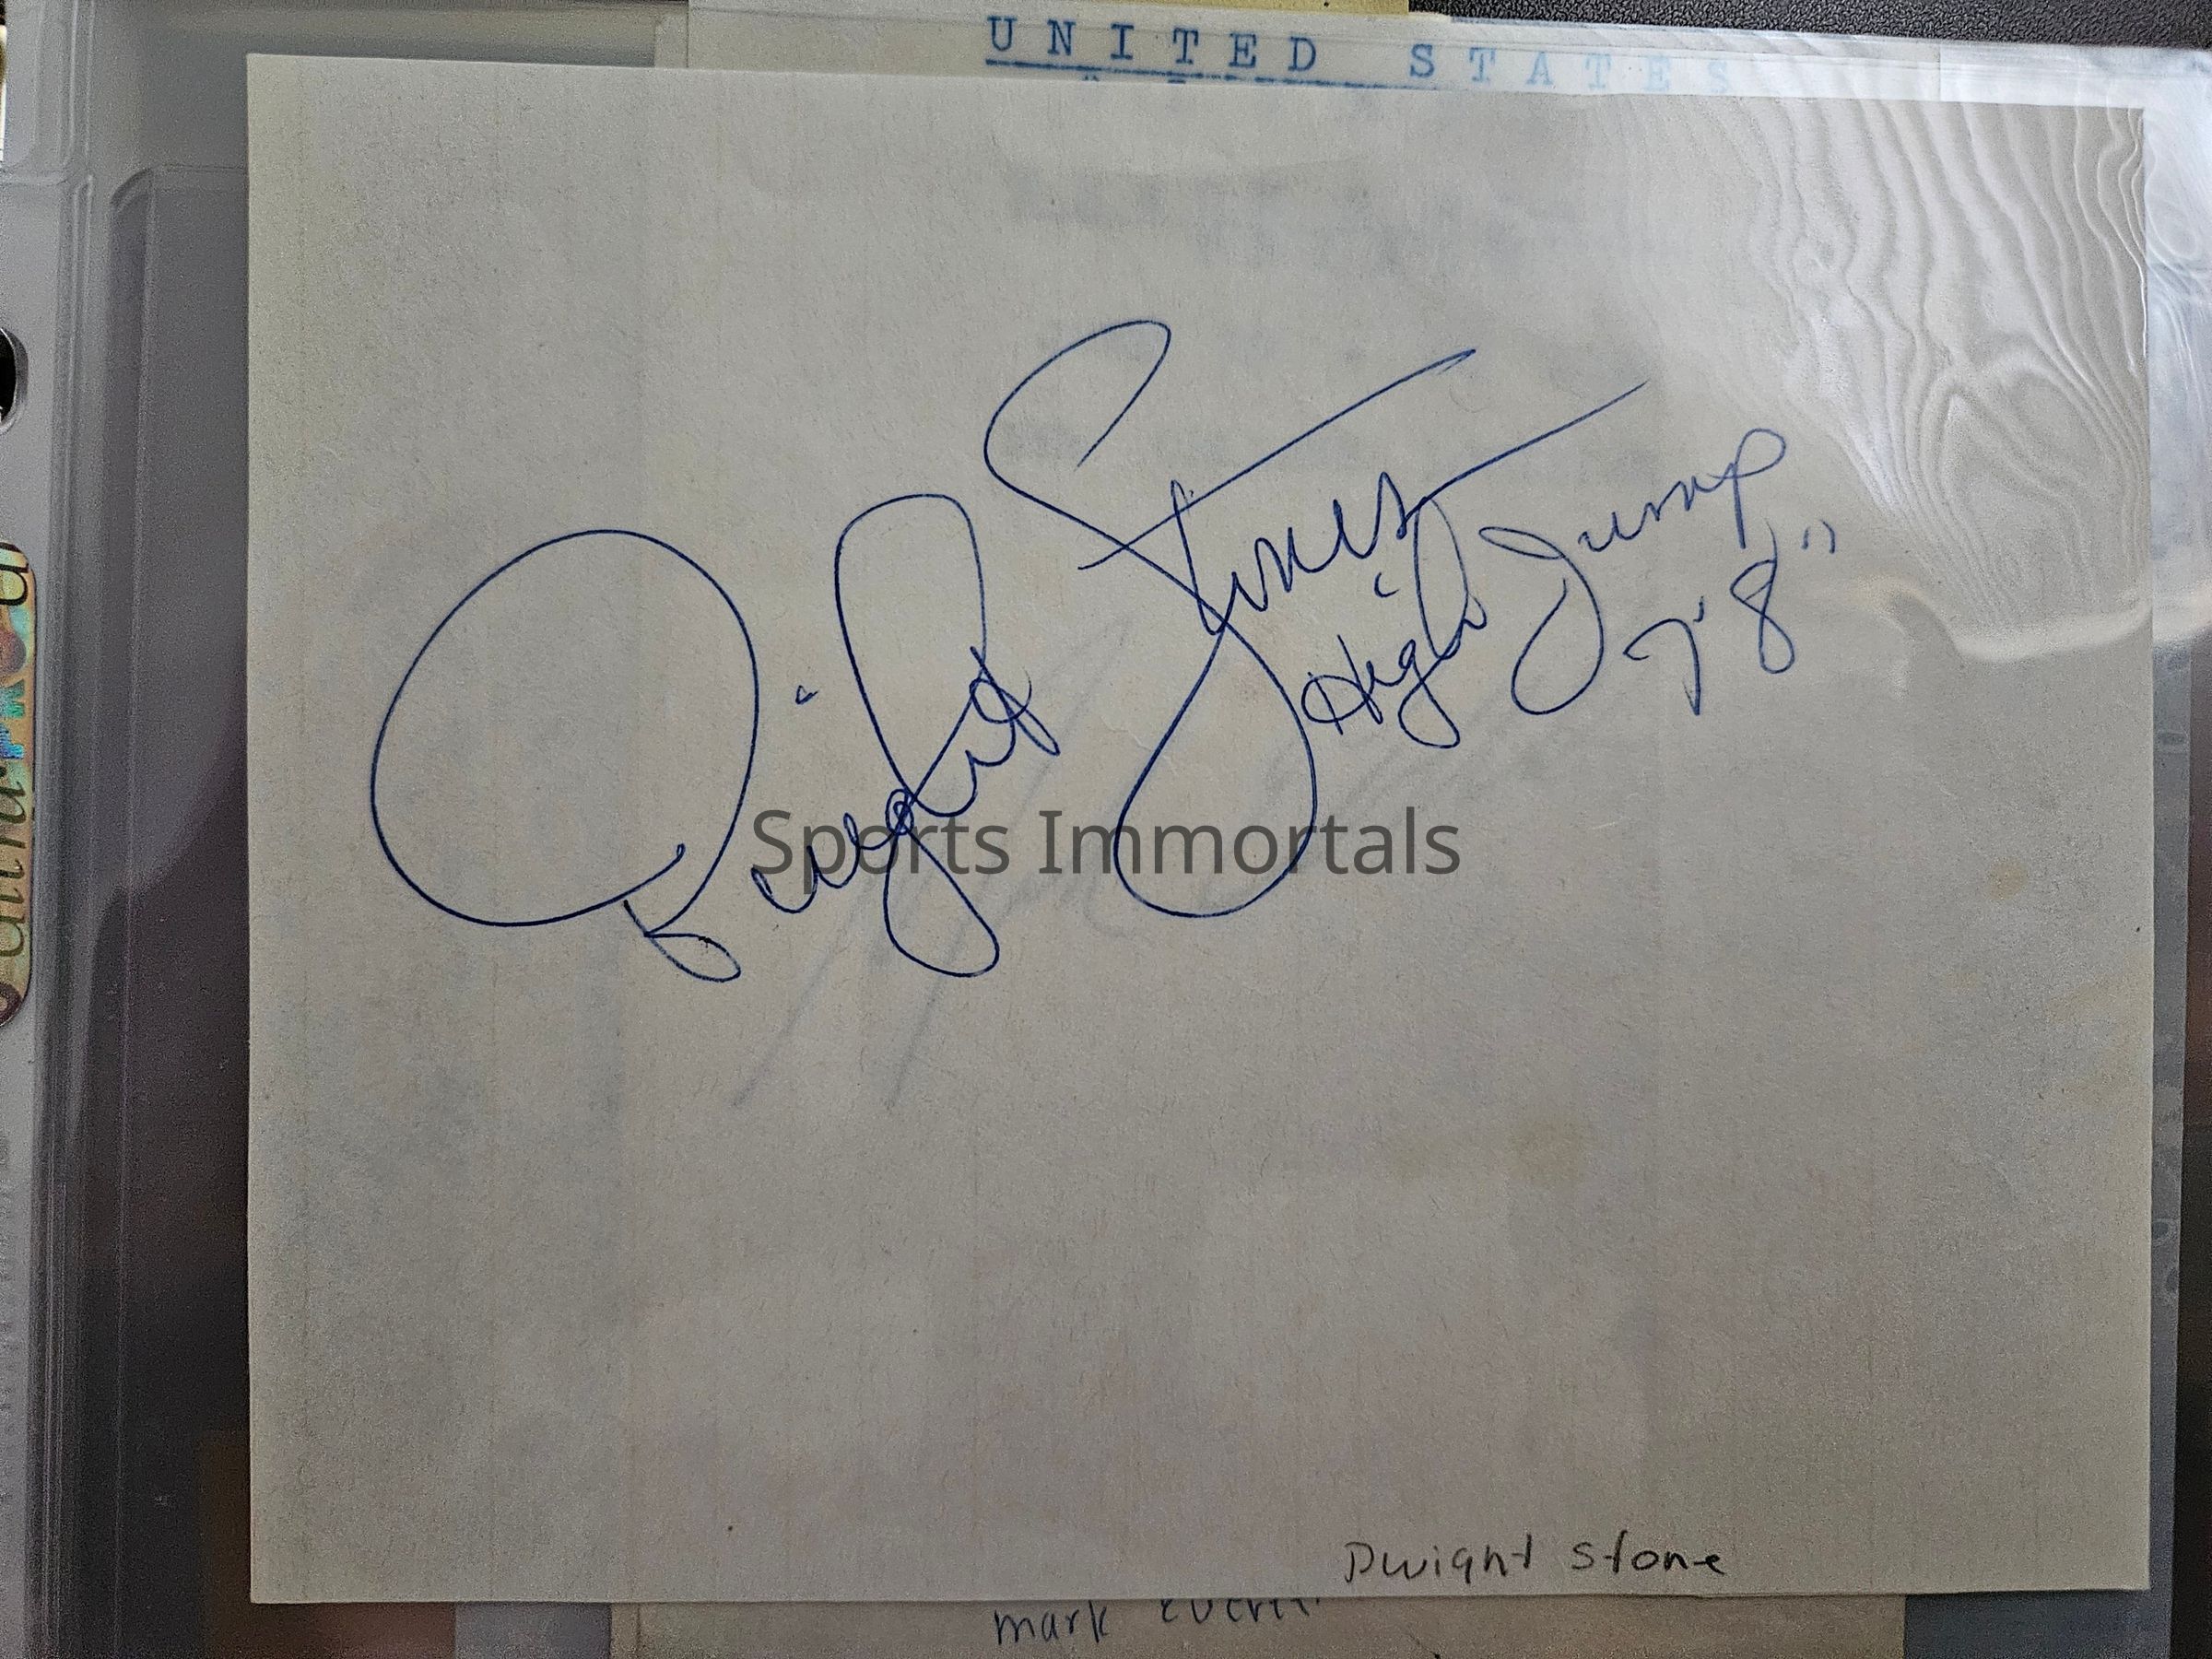 UNITED STATES
Dwight Stones
High Jump
7' 8"
Sports Immortals
Dwight Stone
mark